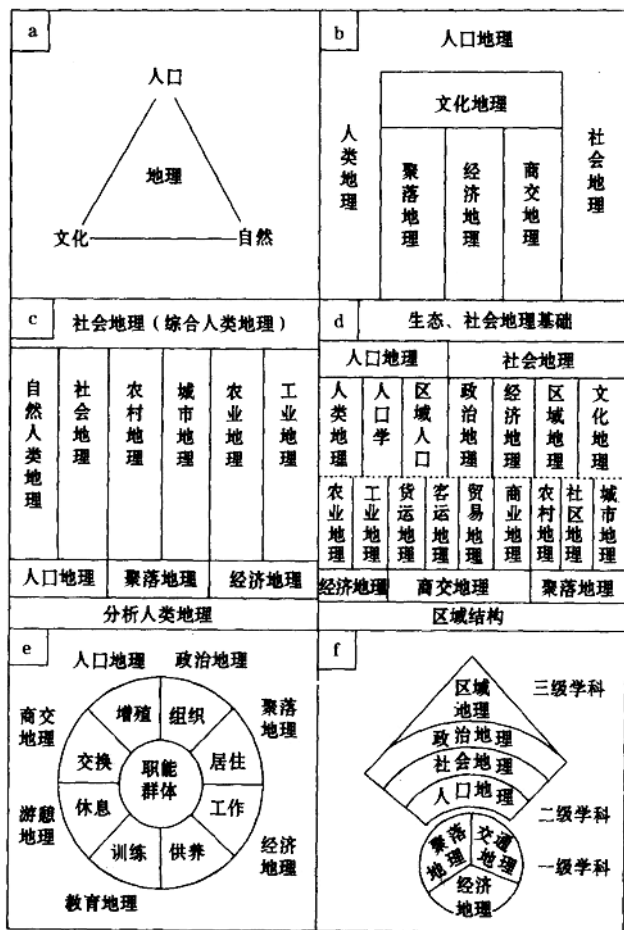 a
人口
地理
文化
自然
b
人口地理
人类地理
文化地理
聚落地理
经济地理
商交地理
社会地理
c
社会地理（综合人类地理）
自然人类地理
社会地理
农村地理
城市地理
农业地理
工业地理
人口地理
聚落地理
经济地理
分析人类地理
d
生态、社会地理基础
人口地理
社会地理
人类地理
人口学
区域人口
政治地理
经济地理
区域地理
文化地理
农业地理
工业地理
货运地理
客运地理
贸易地理
商业地理
农村地理
社区地理
城市地理
经济地理
商交地理
聚落地理
区域结构
e
人口地理
政治地理
商交
地理
聚落
地理
增殖
组织
交换
居住
职能
群体
休息
工作
训练
供养
游憩
地理
经济
地理
教育地理
f
区域
地理
三级学科
政治地理
社会地理
人口地理
二级学科
聚落
地理
交通
地理
一级学科
经济
地理